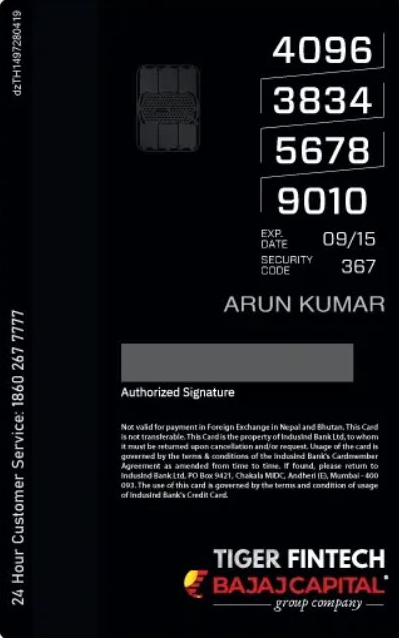 dzTH1497280419
4096
3834
5678
9010
EXP. DATE 09/15
SECURITY CODE 367
ARUN KUMAR
Authorized Signature
Not valid for payment in Foreign Exchange in Nepal and Bhutan. This Card
is not transferable. This Card is the property of IndusInd Bank Ltd, to whom
it must be returned upon cancellation and/or request. Usage of the card is
governed by the terms & conditions of the IndusInd Bank's Cardmember
Agreement as amended from time to time. If found, please return to
IndusInd Bank Ltd, PO Box 9421, Chakala MIDC, Andheri (E), Mumbai - 400
093. The use of this card is governed by the terms and condition of usage
of IndusInd Bank's Credit Card.
24 Hour Customer Service: 1860 267 7777
TIGER FINTECH
BAJAJ CAPITAL
group company